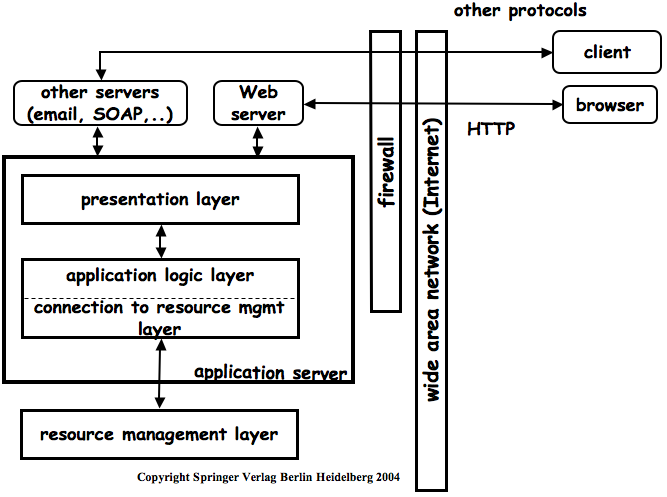 other protocols
client
other servers
(email, SOAP,..)
Web
server
browser
HTTP
firewall
wide area network (Internet)
presentation layer
application logic layer
connection to resource mgmt
layer
application server
resource management layer
Copyright Springer Verlag Berlin Heidelberg 2004